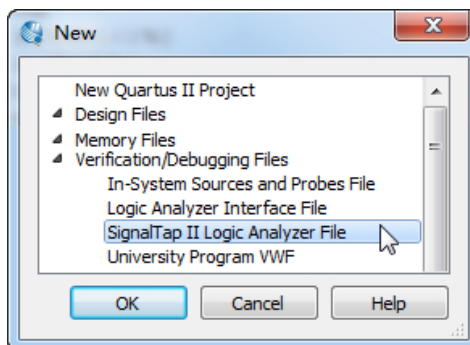 New
New Quartus II Project
Design Files
Memory Files
Verification/Debugging Files
In-System Sources and Probes File
Logic Analyzer Interface File
SignalTap II Logic Analyzer File
University Program VWF
OK Cancel Help